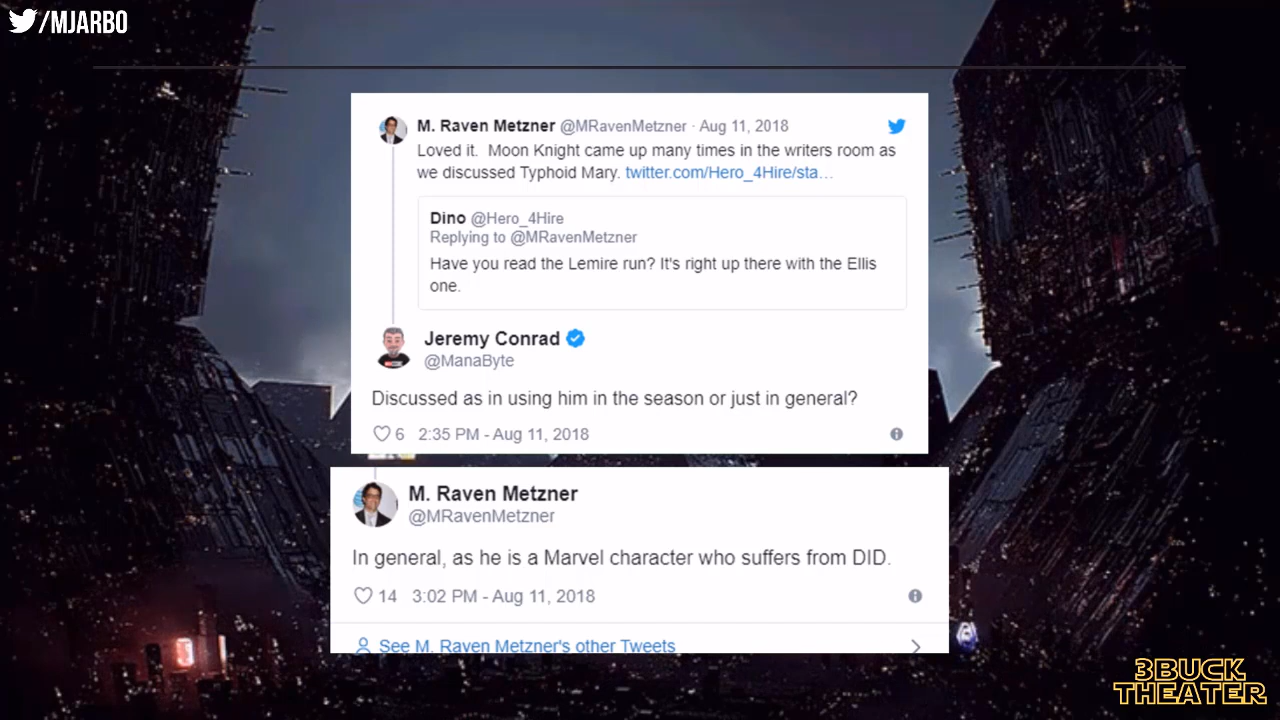 /MJARBO
M. Raven Metzner @MRavenMetzner · Aug 11, 2018
Loved it. Moon Knight came up many times in the writers room as
we discussed Typhoid Mary. twitter.com/Hero_4Hire/sta…
Dino @Hero_4Hire
Replying to @MRavenMetzner
Have you read the Lemire run? It's right up there with the Ellis
one.
Jeremy Conrad
@ManaByte
Discussed as in using him in the season or just in general?
6 2:35 PM - Aug 11, 2018
M. Raven Metzner
@MRavenMetzner
In general, as he is a Marvel character who suffers from DID.
14 3:02 PM - Aug 11, 2018
See M. Raven Metzner's other Tweets
3BUCK
THEATER